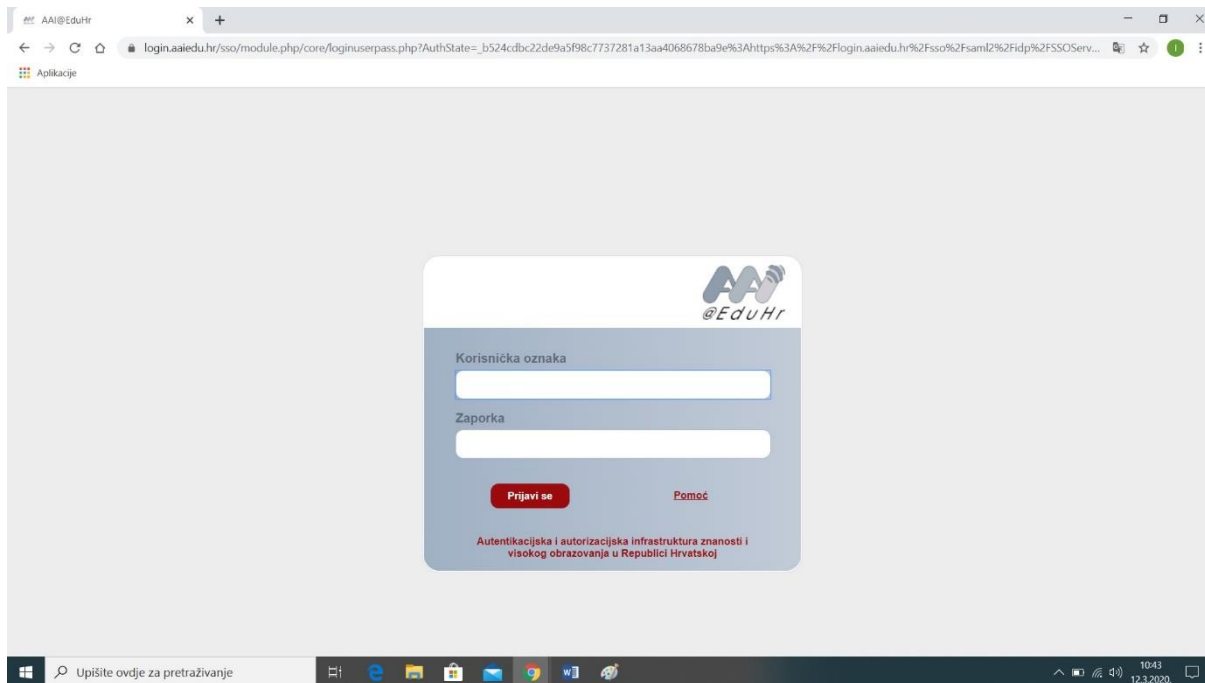 AAI@EduHr
login.aaiedu.hr/sso/module.php/core/loginuserpass.php?AuthState=_b524cdbc22de9a5f98c7737281a13aa4068678ba9e%3Ahttps%3A%2F%2Flogin.aaiedu.hr%2Fsso%2Fsaml2%2Fidp%2FSSOServ...
I
Aplikacije
AAI
@EduHr
Korisnička oznaka
Zaporka
Prijavi se
Pomoć
Autentikacijska i autorizacijska infrastruktura znanosti i
visokog obrazovanja u Republici Hrvatskoj
Upišite ovdje za pretraživanje
10:43
12.3.2020.